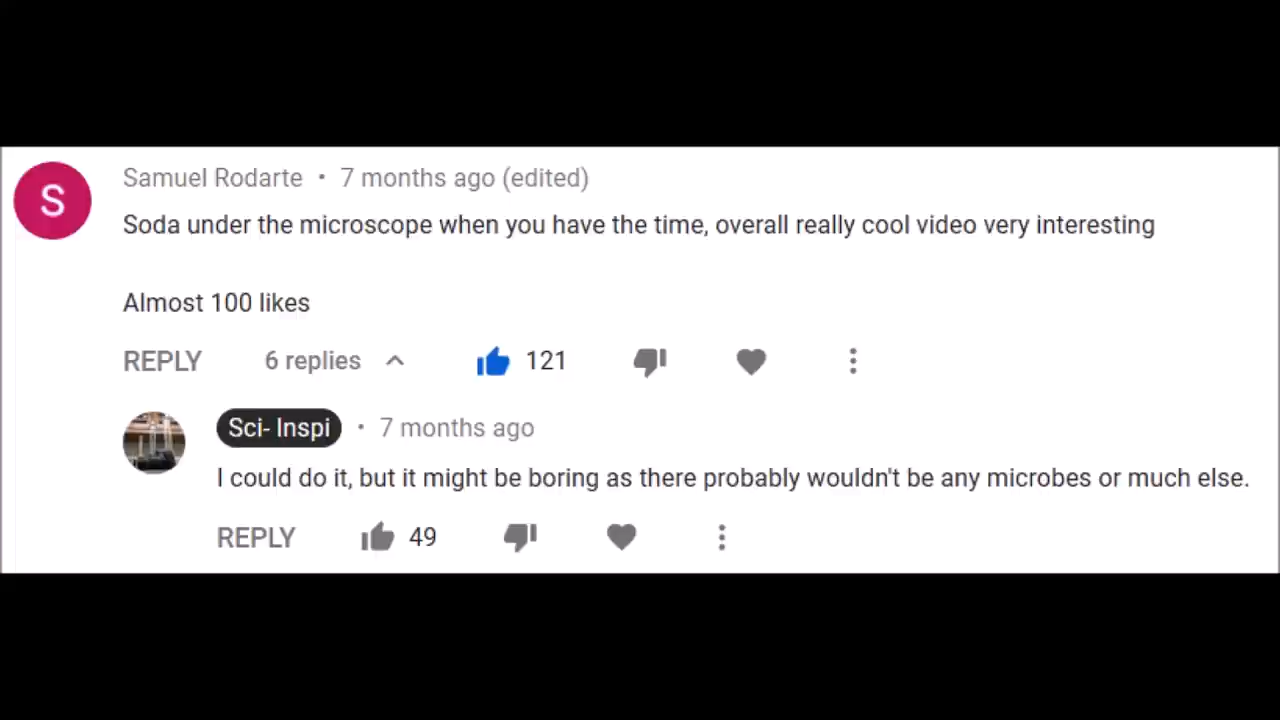 S
Samuel Rodarte • 7 months ago (edited)
Soda under the microscope when you have the time, overall really cool video very interesting
Almost 100 likes
REPLY 6 replies 121
Sci- Inspi • 7 months ago
I could do it, but it might be boring as there probably wouldn't be any microbes or much else.
REPLY 49